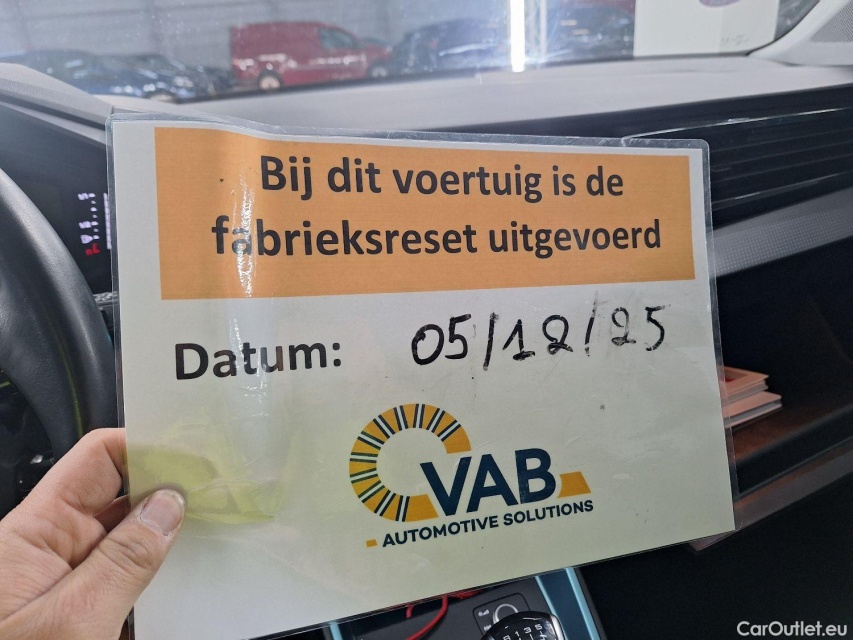 Bij dit voertuig is de
fabrieksreset uitgevoerd
Datum: 05/12/25
VAB
AUTOMOTIVE SOLUTIONS
CarOutlet.eu